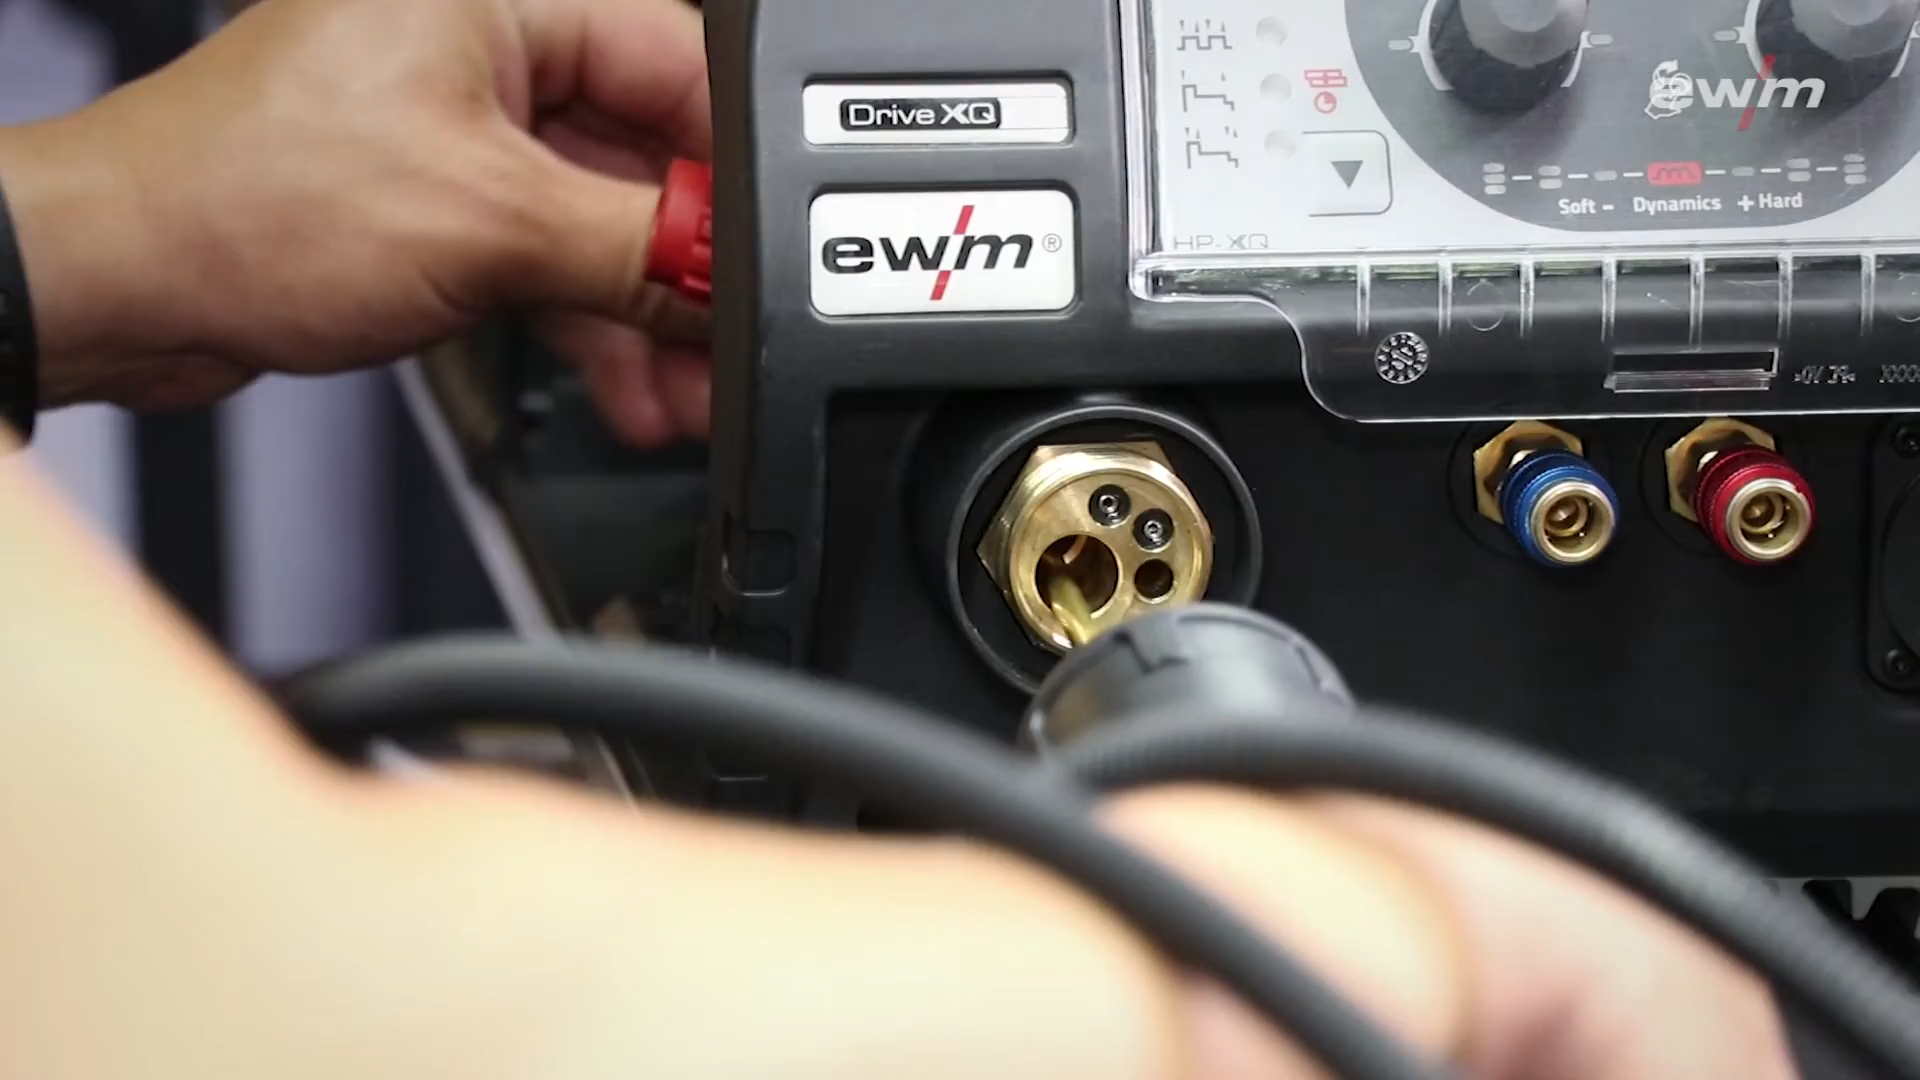 Drive XQ
ewm®
ewm
Soft - Dynamics + Hard
HP-XQ